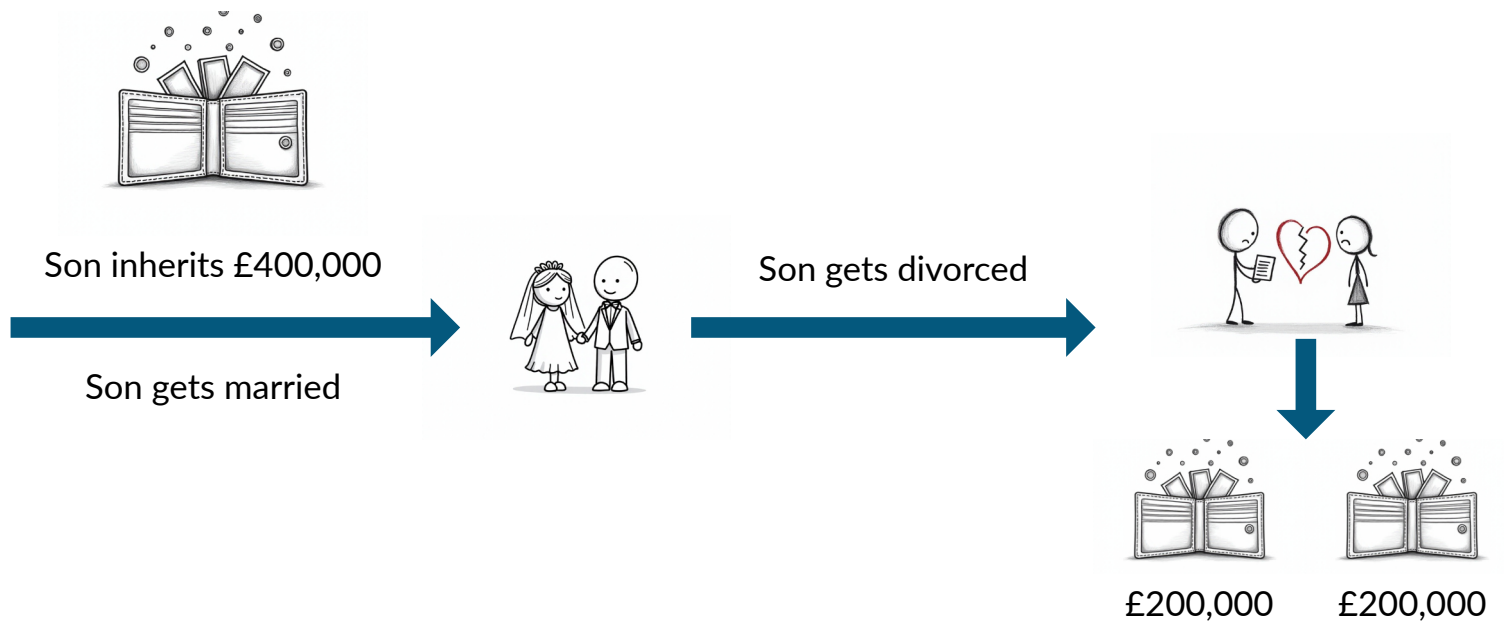 Son inherits £400,000
Son gets married
Son gets divorced
£200,000
£200,000